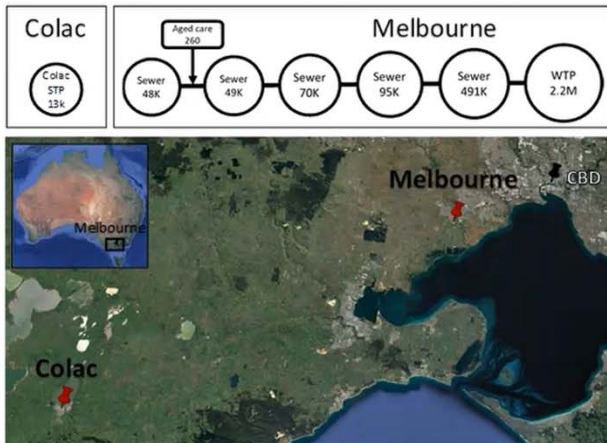 Colac
Colac
STP
13k
Melbourne
Aged care
260
Sewer
48K
Sewer
49K
Sewer
70K
Sewer
95K
Sewer
491K
WTP
2.2M
Melbourne
Melbourne
CBD
Colac